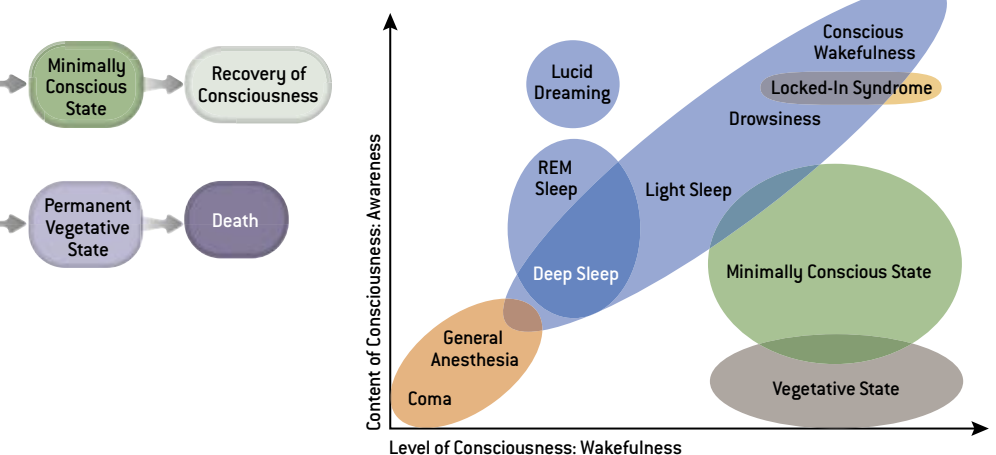 Minimally
Conscious
State
Recovery of
Consciousness
Permanent
Vegetative
State
Death
Content of Consciousness: Awareness
Lucid
Dreaming
Conscious
Wakefulness
Locked-In Syndrome
Drowsiness
REM
Sleep
Light Sleep
Deep Sleep
Minimally Conscious State
General
Anesthesia
Coma
Vegetative State
Level of Consciousness: Wakefulness